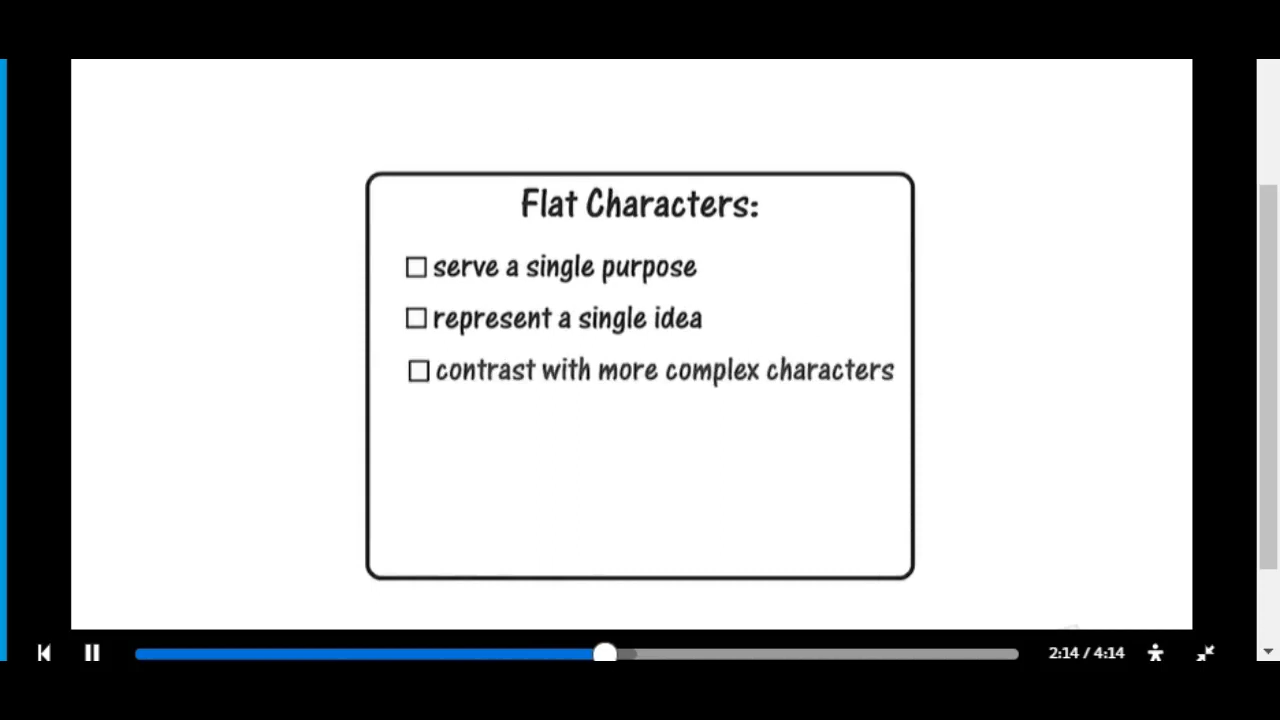 Flat Characters:
serve a single purpose
represent a single idea
contrast with more complex characters
2:14 / 4:14